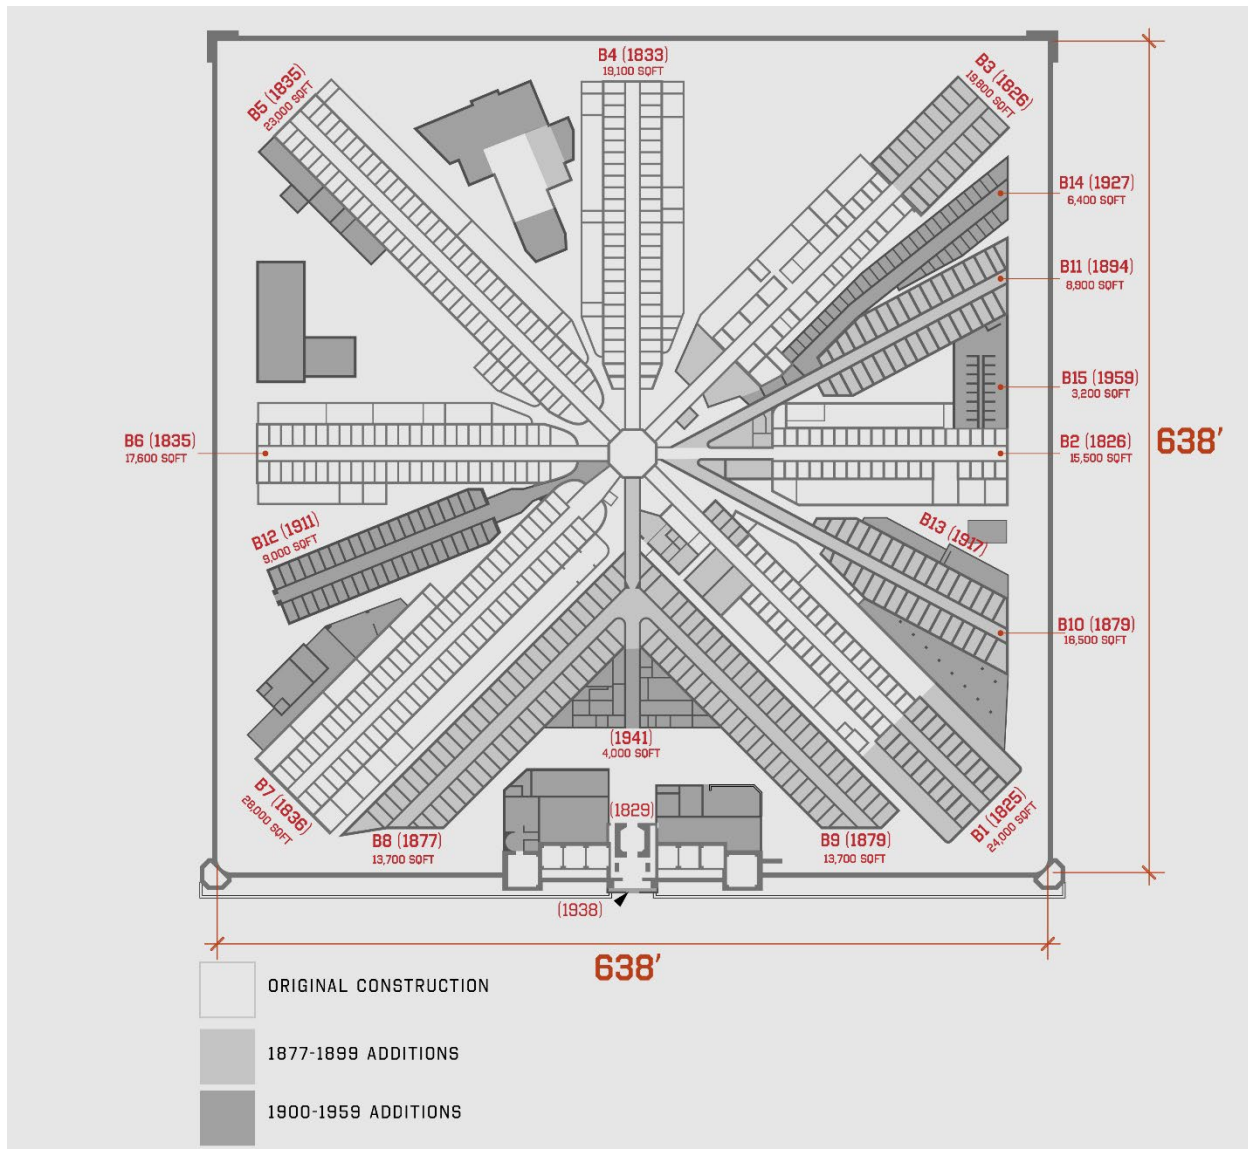 B4 (1833)
19,100 SQFT
B5 (1835)
23,000 SQFT
B3 (1826)
19,800 SQFT
B14 (1927)
6,400 SQFT
B11 (1894)
8,900 SQFT
B15 (1959)
3,200 SQFT
B6 (1835)
17,600 SQFT
B2 (1826)
15,500 SQFT
638'
B12 (1911)
9,000 SQFT
B13 (1917)
B10 (1879)
16,500 SQFT
(1941)
4,000 SQFT
B7 (1836)
28,000 SQFT
B8 (1877)
13,700 SQFT
(1829)
B9 (1879)
13,700 SQFT
B1 (1825)
24,000 SQFT
(1938)
638'
ORIGINAL CONSTRUCTION
1877-1899 ADDITIONS
1900-1959 ADDITIONS